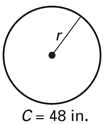 r
C = 48 in.